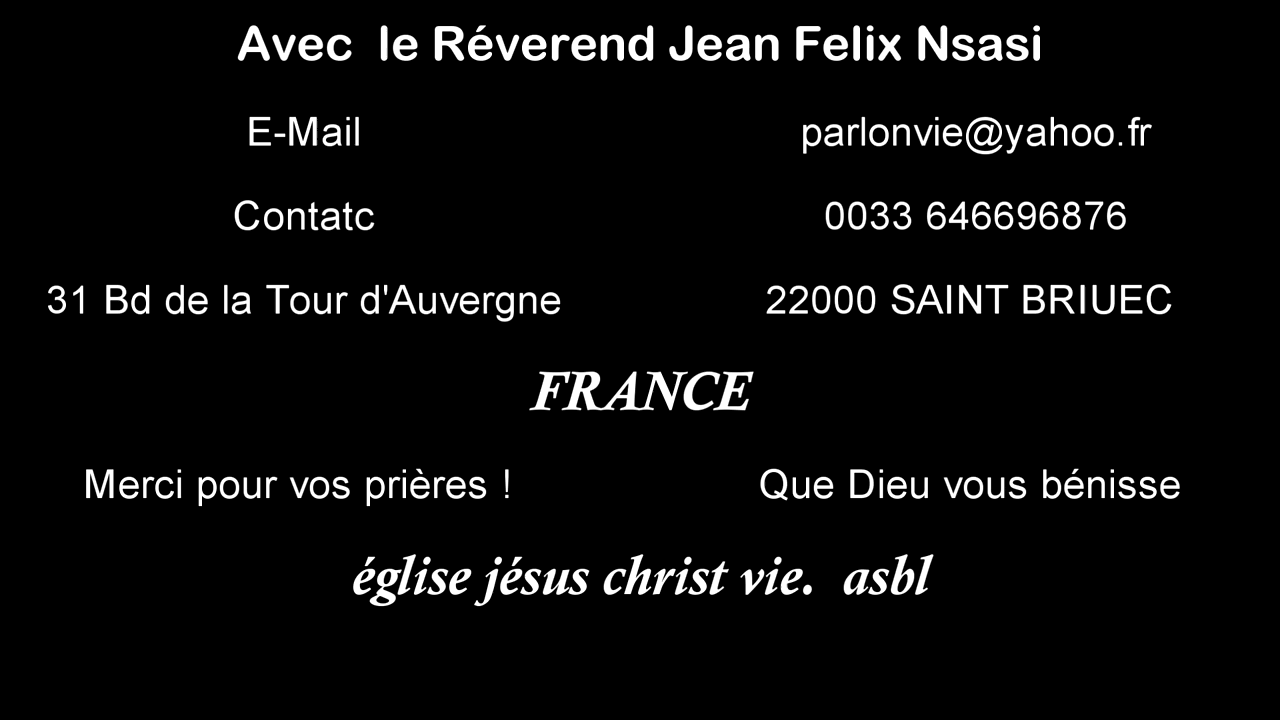 Avec le Réverend Jean Felix Nsasi
E-Mail parlonvie@yahoo.fr
Contatc 0033 646696876
31 Bd de la Tour d'Auvergne 22000 SAINT BRIUEC
FRANCE
Merci pour vos prières ! Que Dieu vous bénisse
église jésus christ vie. asbl